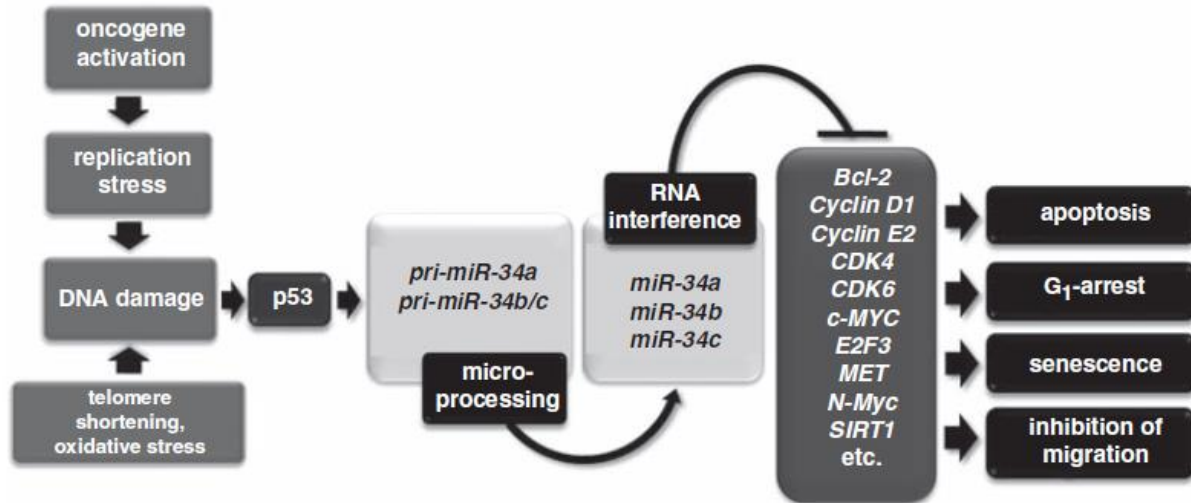 oncogene
activation
replication
stress
DNA damage
telomere
shortening,
oxidative stress
p53
pri-miR-34a
pri-miR-34b/c
micro-
processing
RNA
interference
miR-34a
miR-34b
miR-34c
Bcl-2
Cyclin D1
Cyclin E2
CDK4
CDK6
c-MYC
E2F3
MET
N-Myc
SIRT1
etc.
apoptosis
G₁-arrest
senescence
inhibition of
migration